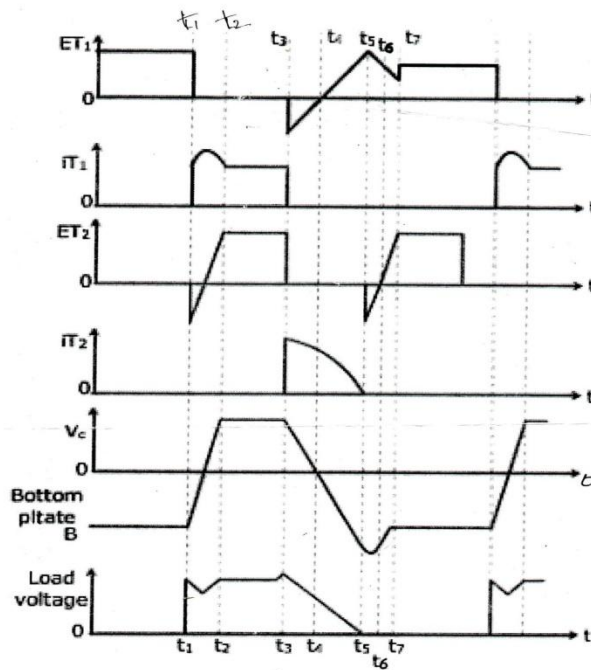 t₁ t₂
t₃ t₄ t₅ t₆ t₇
ET₁
0
t
iT₁
0
t
ET₂
0
t
iT₂
0
t
Vc
0
t
Bottom
pltate
B
Load
voltage
0
t
t₁ t₂ t₃ t₄ t₅ t₆ t₇